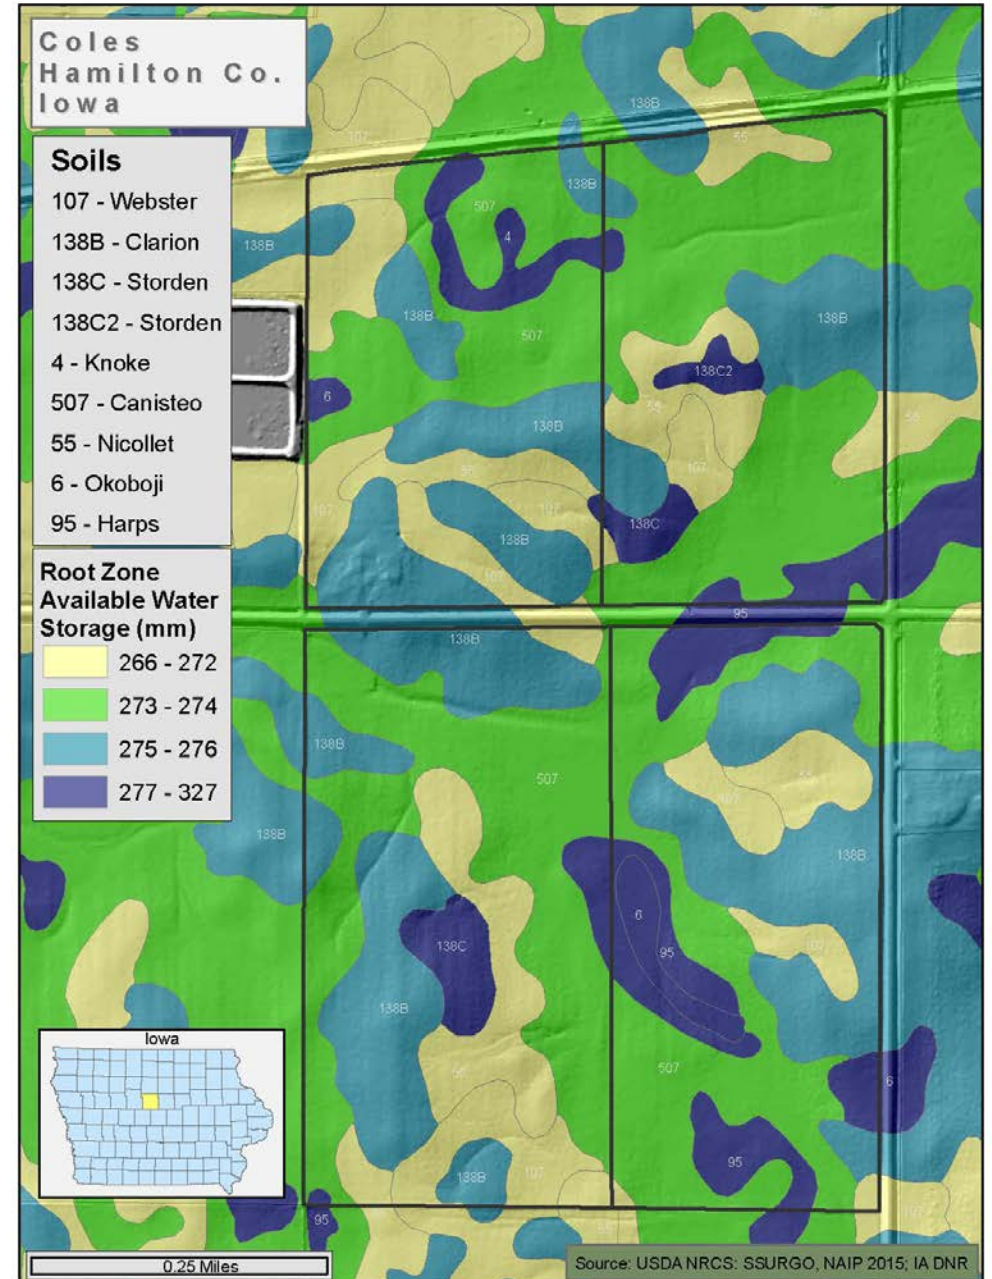 Coles
Hamilton Co.
Iowa
Soils
107 - Webster
138B - Clarion
138C - Storden
138C2 - Storden
4 - Knoke
507 - Canisteo
55 - Nicollet
6 - Okoboji
95 - Harps
Root Zone
Available Water
Storage (mm)
266 - 272
273 - 274
275 - 276
277 - 327
138B
107
55
138B
507
4
138B
138B
138B
507
138C2
6
55
138B
107
138C
138B
95
138B
138B
507
107
138B
138B
6
95
138C
107
138B
55
507
6
95
107
138B
95
Iowa
0.25 Miles
Source: USDA NRCS: SSURGO, NAIP 2015; IA DNR